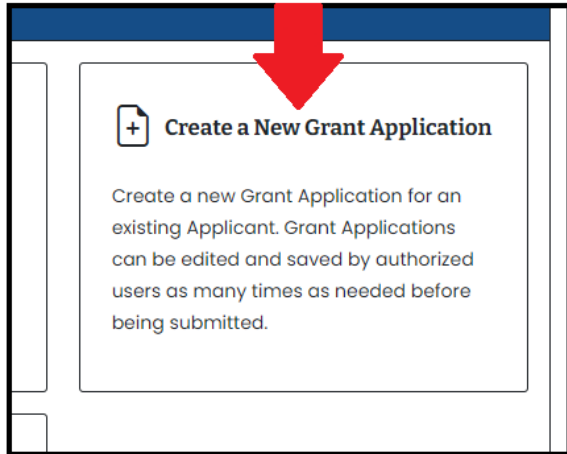 Create a New Grant Application
Create a new Grant Application for an
existing Applicant. Grant Applications
can be edited and saved by authorized
users as many times as needed before
being submitted.